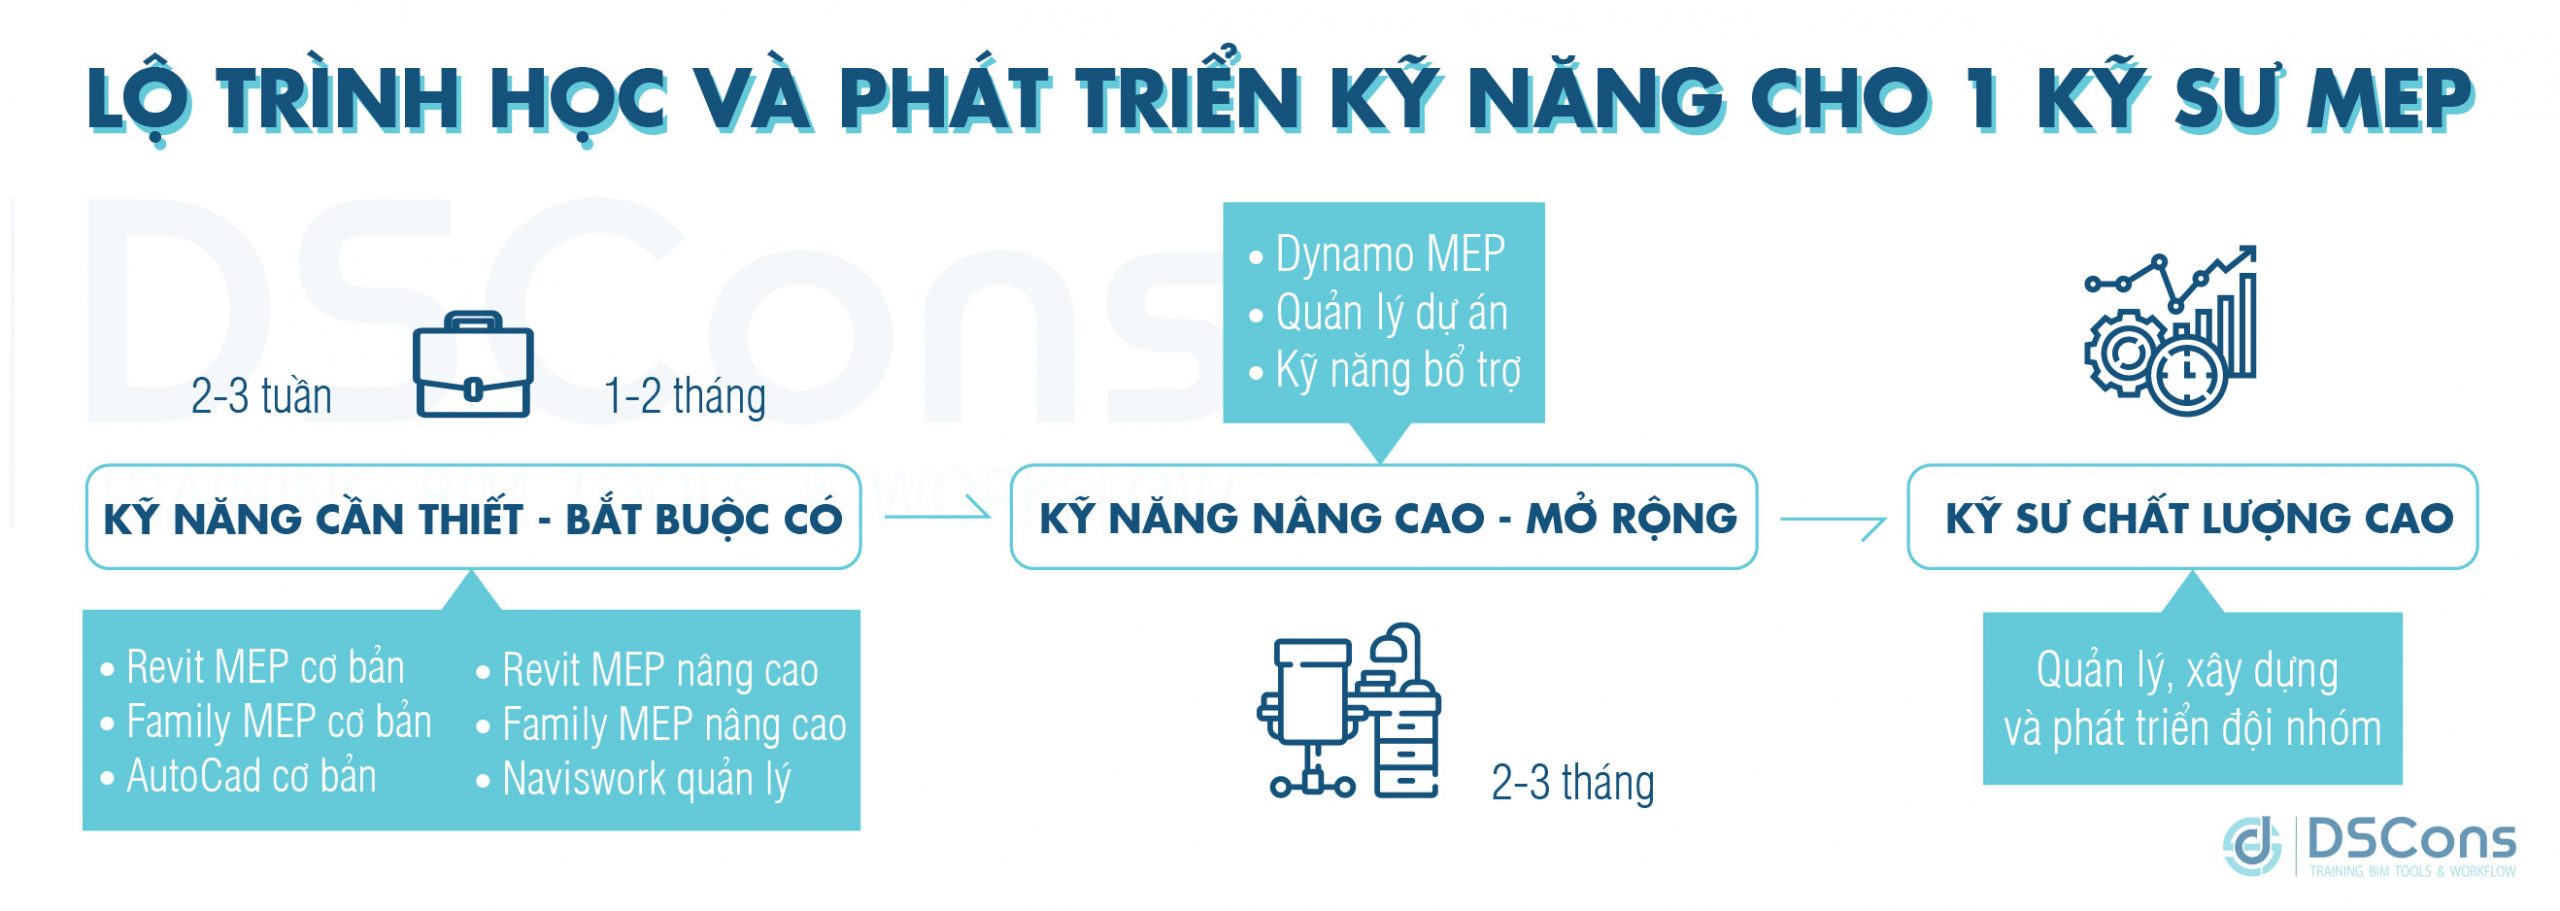 LỘ TRÌNH HỌC VÀ PHÁT TRIỂN KỸ NĂNG CHO 1 KỸ SƯ MEP
DSCons
TRAINING BIM TOOLS & WORKFLOW
2-3 tuần
1-2 tháng
KỸ NĂNG CẦN THIẾT - BẮT BUỘC CÓ
• Revit MEP cơ bản
• Family MEP cơ bản
• AutoCad cơ bản
• Revit MEP nâng cao
• Family MEP nâng cao
• Naviswork quản lý
• Dynamo MEP
• Quản lý dự án
• Kỹ năng bổ trợ
KỸ NĂNG NÂNG CAO - MỞ RỘNG
2-3 tháng
KỸ SƯ CHẤT LƯỢNG CAO
Quản lý, xây dựng
và phát triển đội nhóm
DSCons
TRAINING BIM TOOLS & WORKFLOW